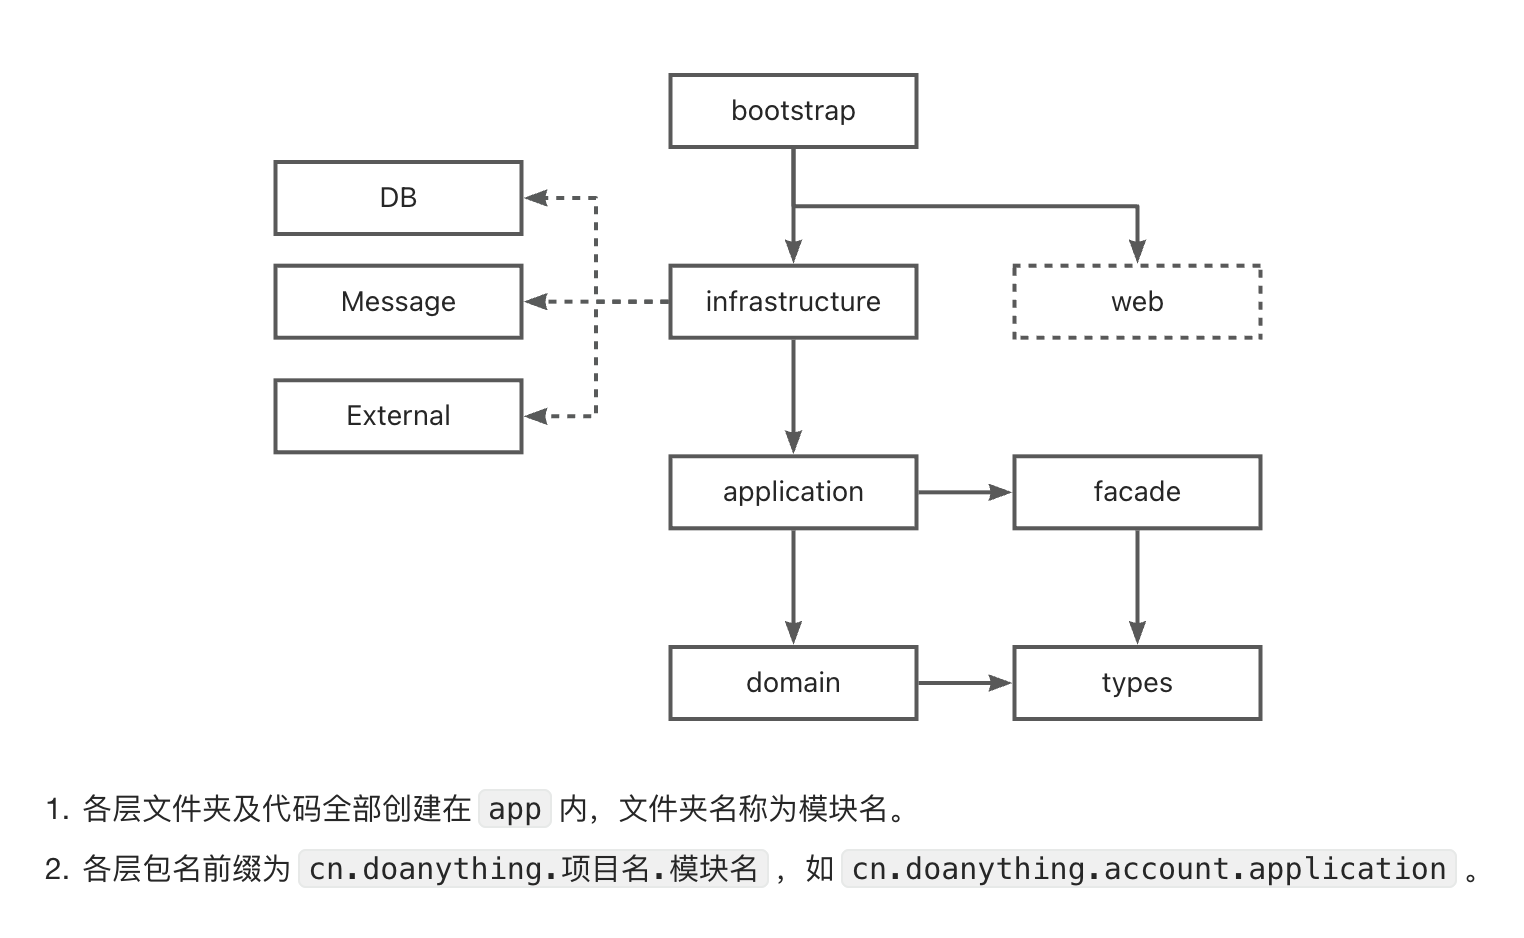 bootstrap
DB
Message
infrastructure
web
External
application
facade
domain
types
1. 各层文件夹及代码全部创建在 app 内，文件夹名称为模块名。
2. 各层包名前缀为 cn.doanything.项目名.模块名 ，如 cn.doanything.account.application 。